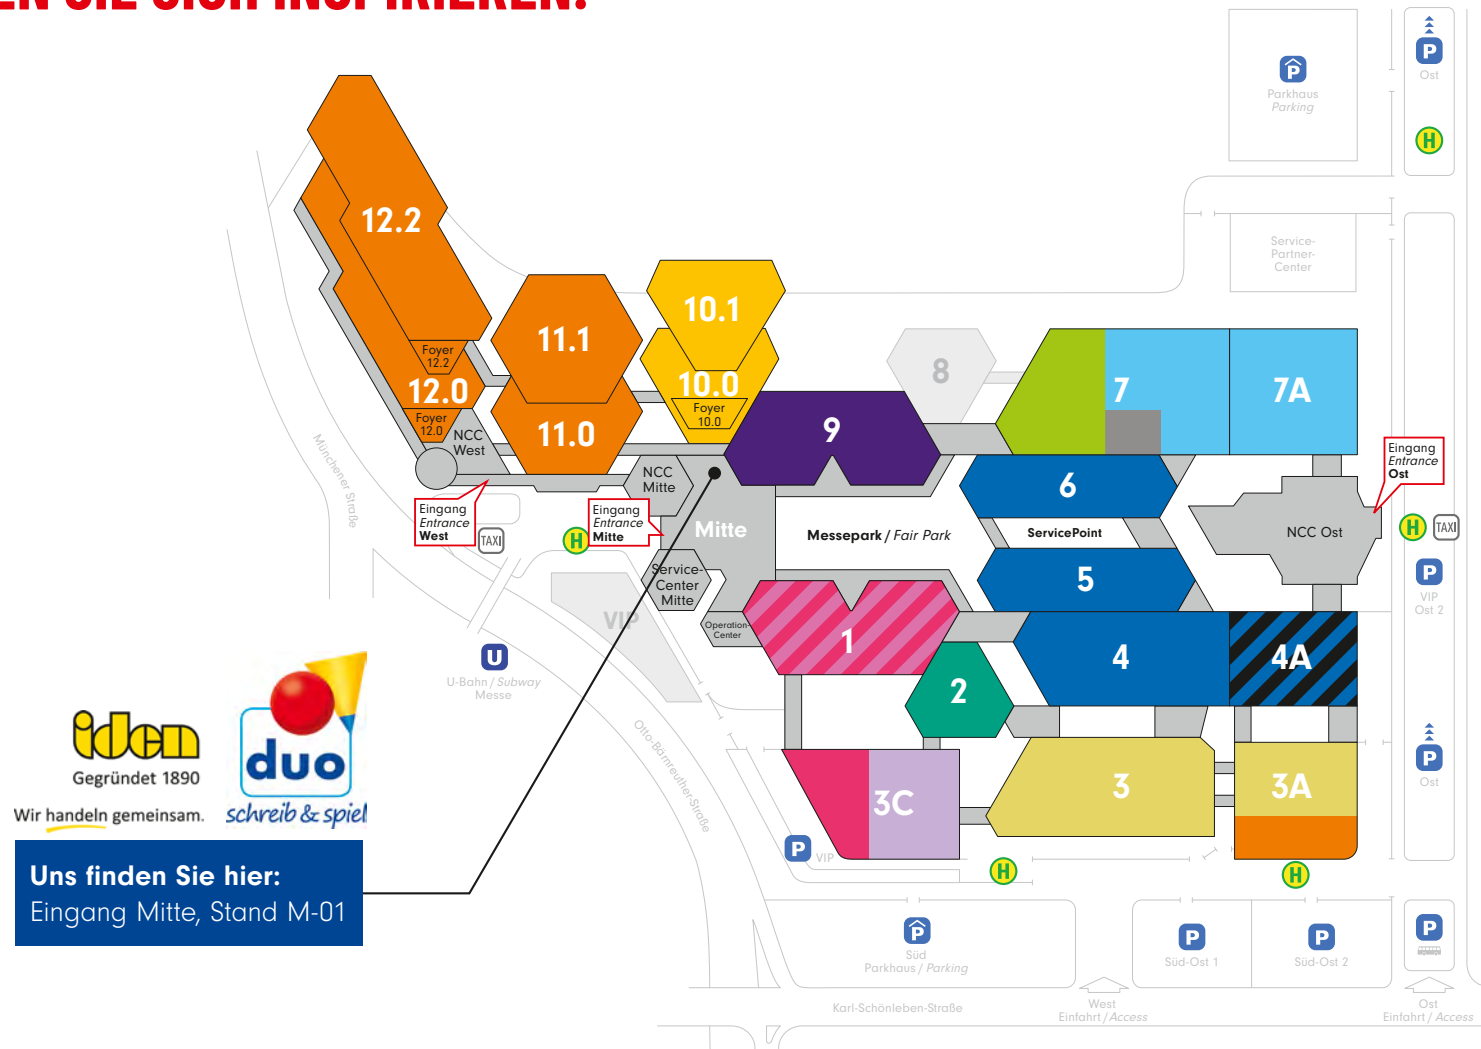 EN SIE SICH INSPIRIEREN!
P
Ost
P
Parkhaus
Parking
H
12.2
Service-
Partner-
Center
10.1
11.1
Foyer
12.2
8
12.0
10.0
7
7A
Foyer
12.0
Foyer
10.0
9
11.0
NCC
West
Münchener Straße
Eingang
Entrance
Ost
NCC
Mitte
6
Eingang
Entrance
West
TAXI
H
Eingang
Entrance
Mitte
Mitte
Messepark / Fair Park
ServicePoint
NCC Ost
H
TAXI
Service-
Center
Mitte
5
P
VIP
Ost 2
VIP
Operation-
Center
1
4
4A
U
U-Bahn / Subway
Messe
2
iden
Gegründet 1890
Wir handeln gemeinsam.
duo
schreib & spiel
Otto-Bärnreuther-Straße
3C
3
3A
P
Ost
P
VIP
H
H
Uns finden Sie hier:
Eingang Mitte, Stand M-01
P
Süd
Parkhaus / Parking
P
Süd-Ost 1
P
Süd-Ost 2
P
Karl-Schönleben-Straße
West
Einfahrt / Access
Ost
Einfahrt / Access